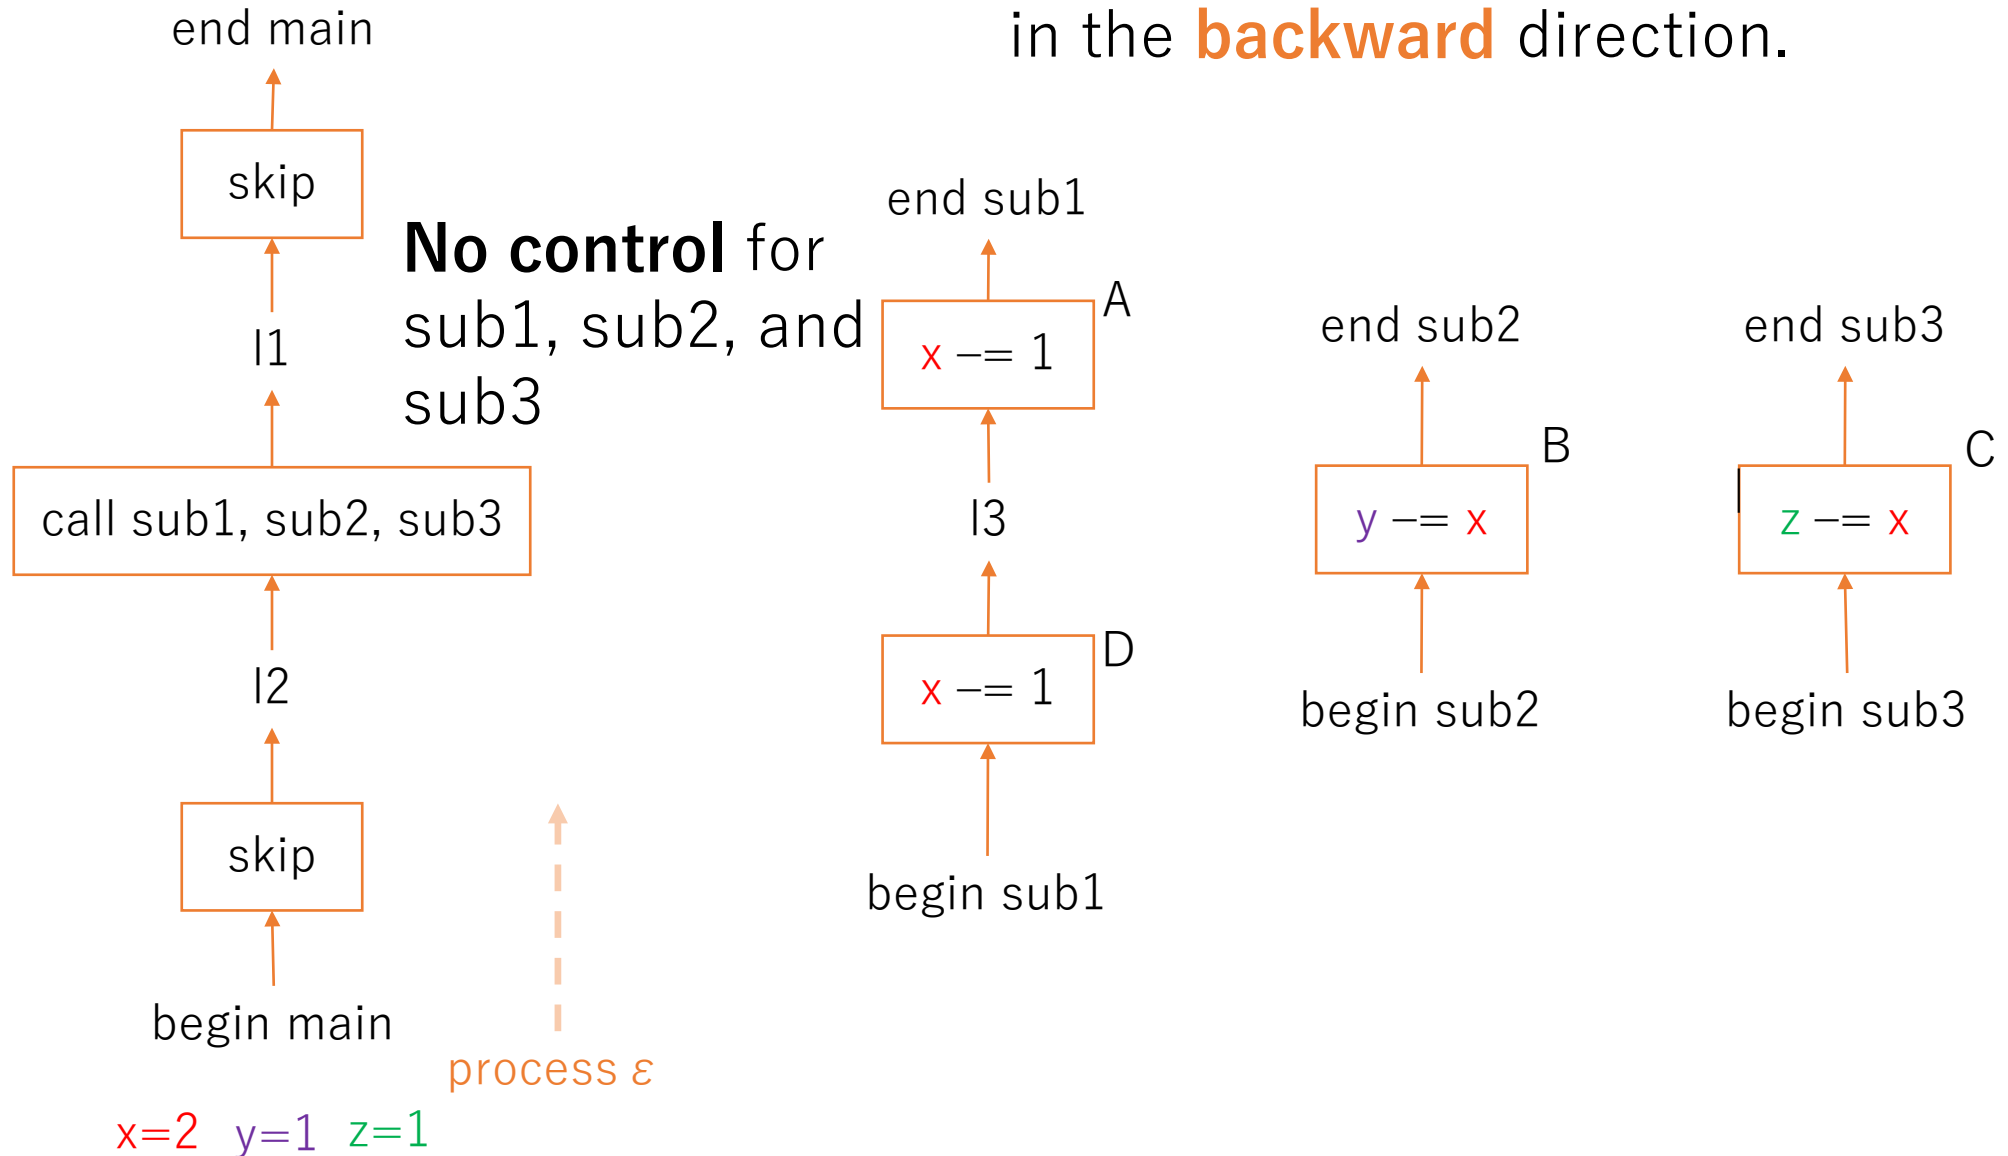 in the backward direction.
end main
skip
No control for
sub1, sub2, and
sub3
l1
call sub1, sub2, sub3
l2
skip
begin main
process ε
x=2 y=1 z=1
end sub1
A
x −= 1
l3
D
x −= 1
begin sub1
end sub2
B
y −= x
begin sub2
end sub3
C
z −= x
begin sub3